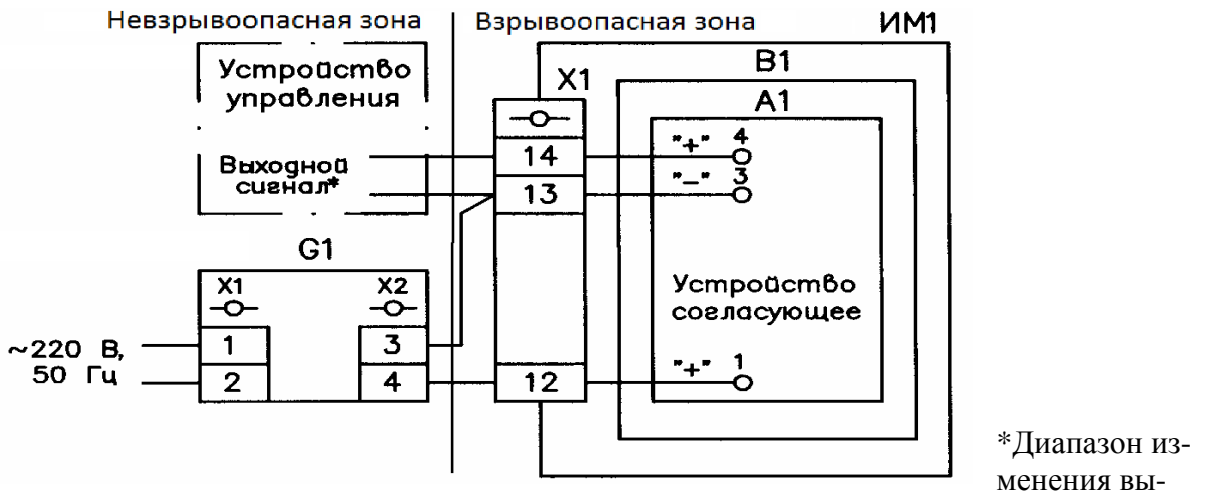 Невзрывоопасная зона
Взрывоопасная зона
ИМ1
Устройство
управления
Выходной
сигнал*
X1
14
13
12
B1
A1
"+" 4
"–" 3
Устройство
согласующее
"+" 1
G1
X1
X2
1
2
3
4
~220 В,
50 Гц
*Диапазон из-
менения вы-